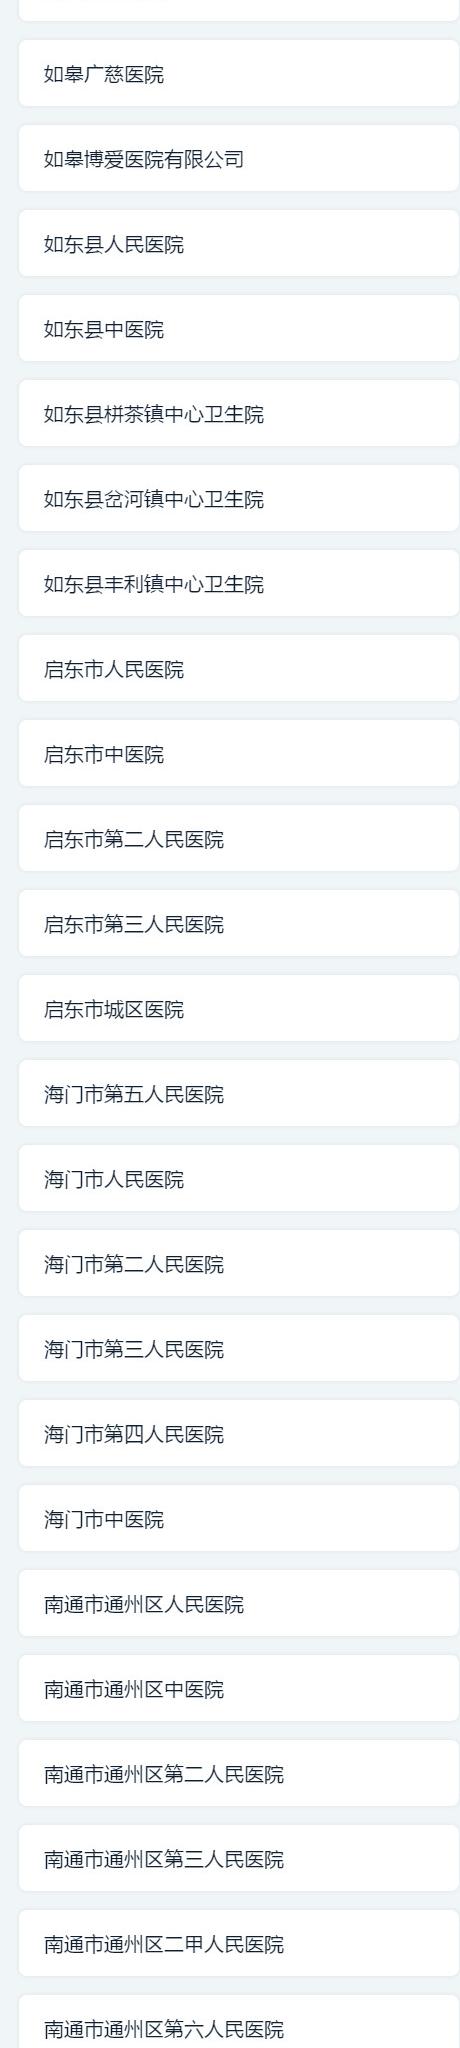 如皋广慈医院
如皋博爱医院有限公司
如东县人民医院
如东县中医院
如东县栟茶镇中心卫生院
如东县岔河镇中心卫生院
如东县丰利镇中心卫生院
启东市人民医院
启东市中医院
启东市第二人民医院
启东市第三人民医院
启东市城区医院
海门市第五人民医院
海门市人民医院
海门市第二人民医院
海门市第三人民医院
海门市第四人民医院
海门市中医院
南通市通州区人民医院
南通市通州区中医院
南通市通州区第二人民医院
南通市通州区第三人民医院
南通市通州区二甲人民医院
南通市通州区第六人民医院